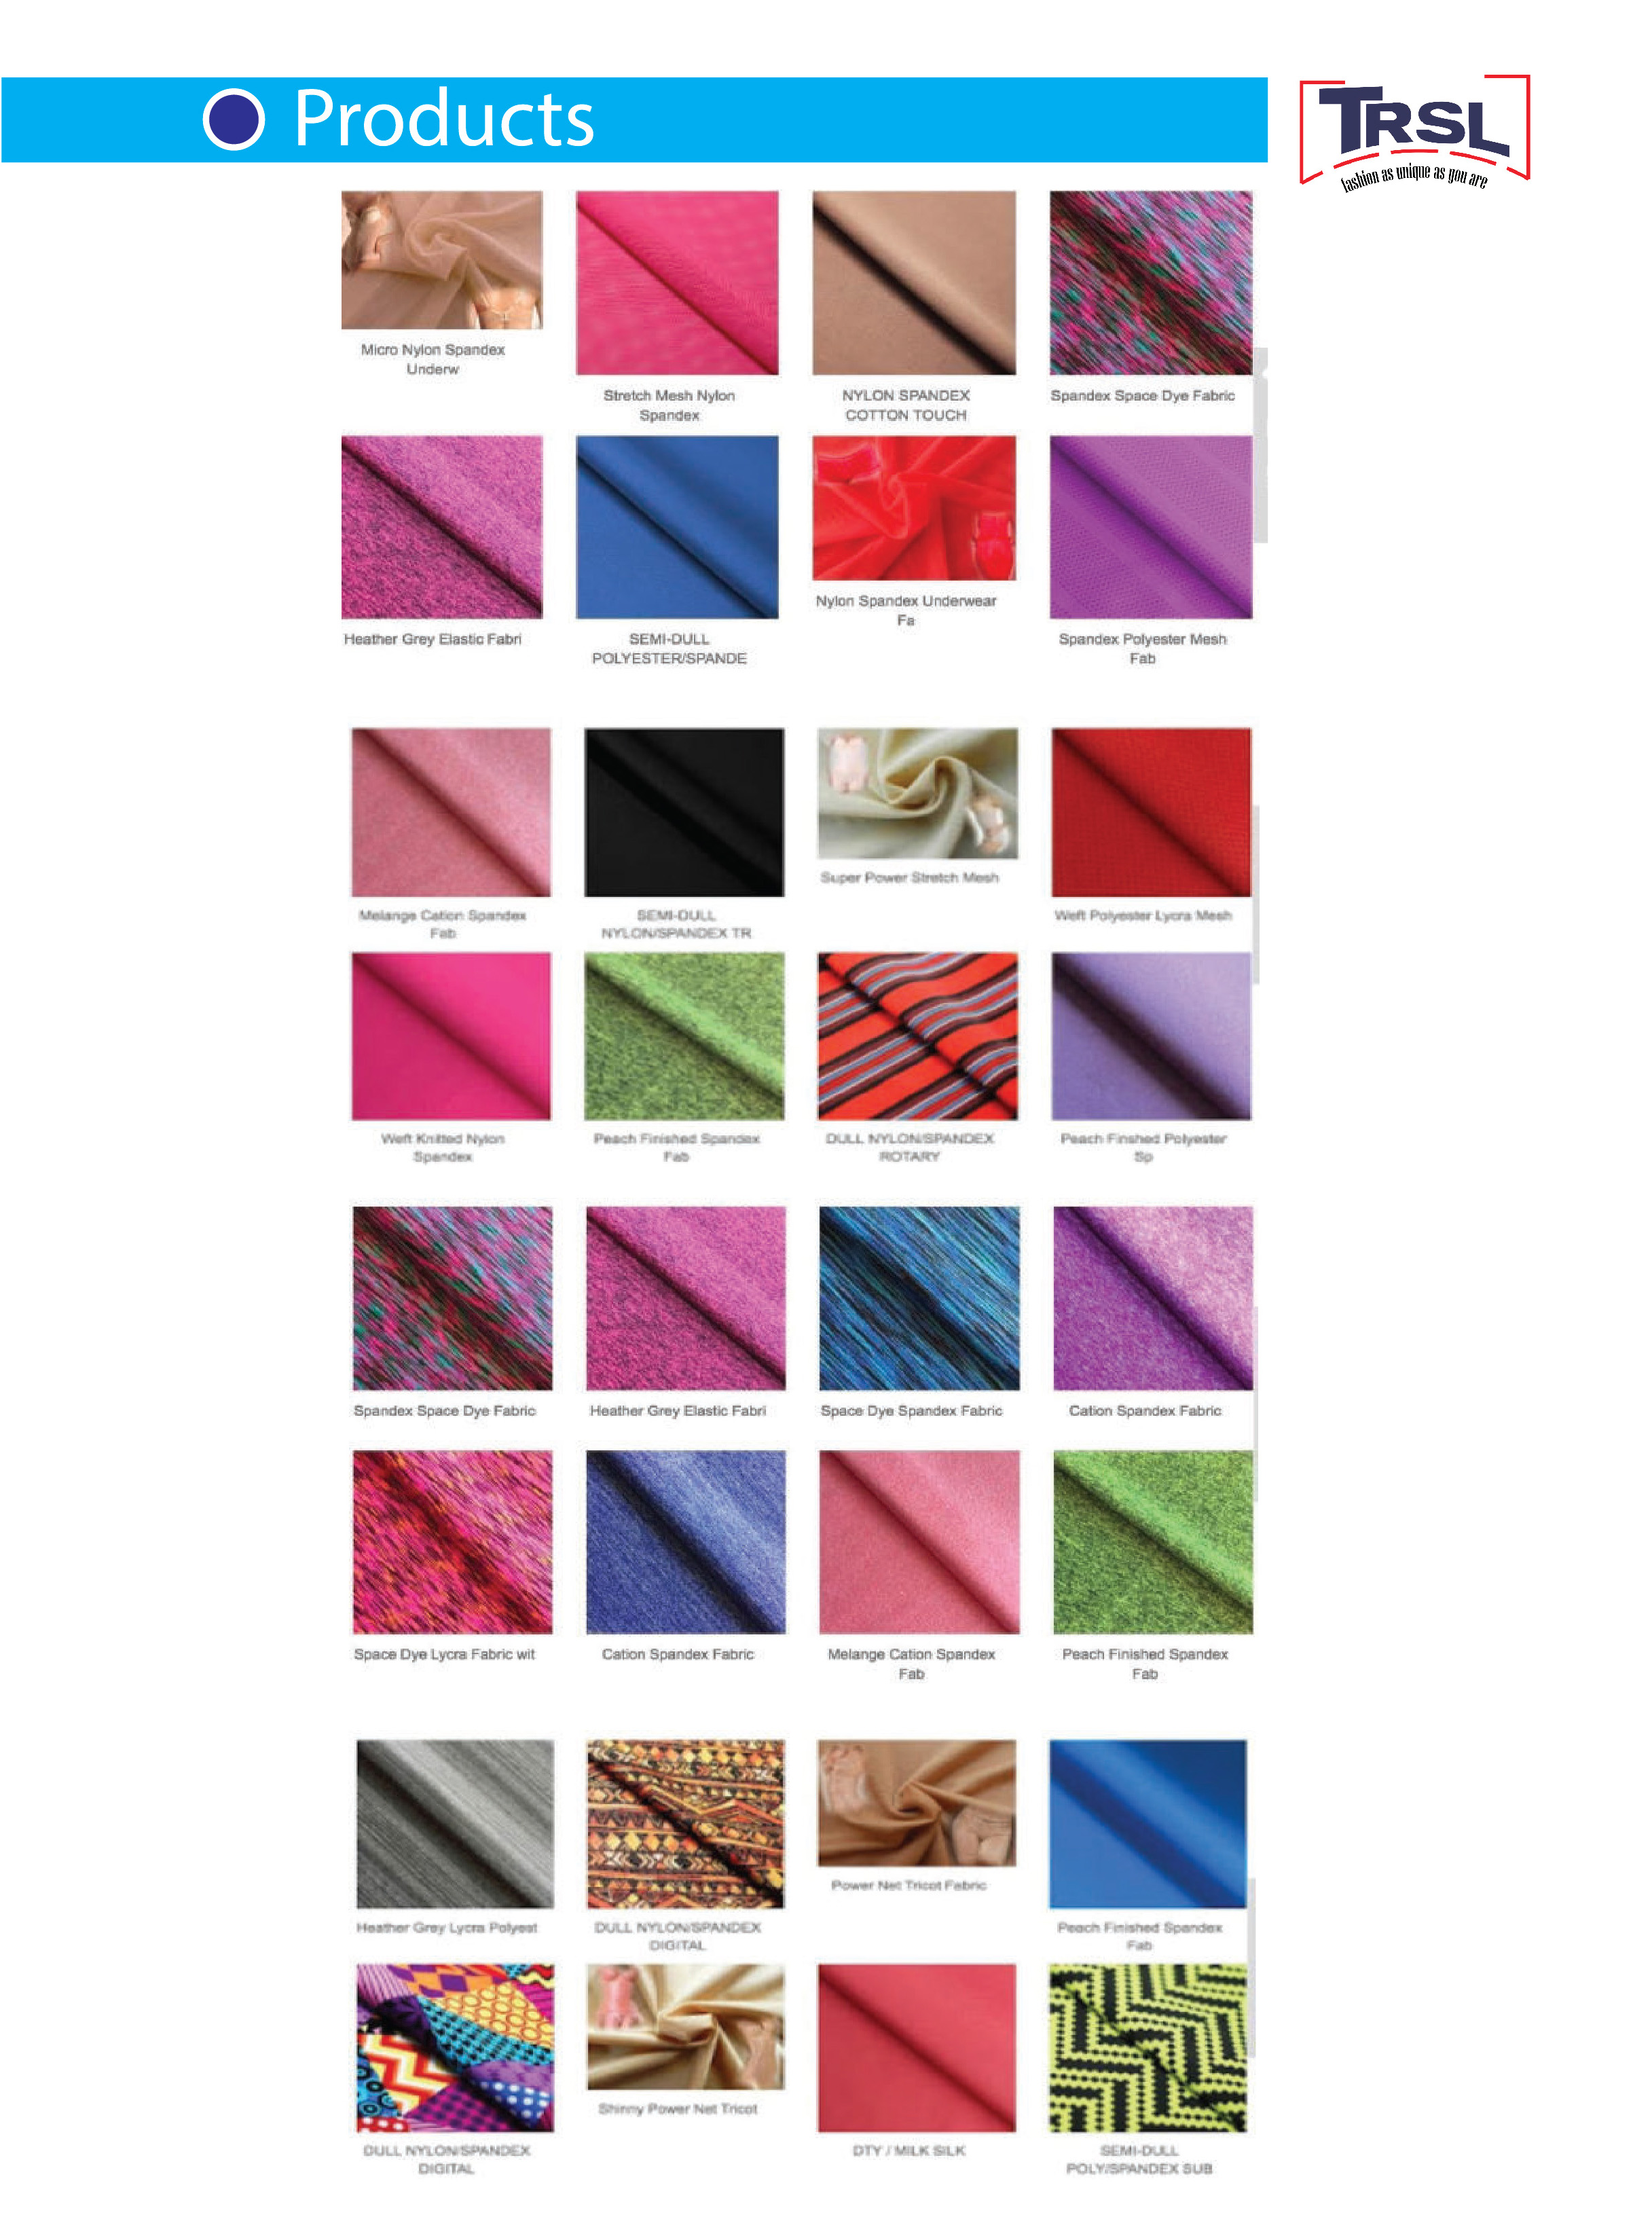 Products
TRSL
fashion as unique as you are
Micro Nylon Spandex
Underw
Stretch Mesh Nylon
Spandex
NYLON SPANDEX
COTTON TOUCH
Spandex Space Dye Fabric
Heather Grey Elastic Fabri
SEMI-DULL
POLYESTER/SPANDE
Nylon Spandex Underwear
Fa
Spandex Polyester Mesh
Fab
Melange Cation Spandex
Fab
SEMI-DULL
NYLON/SPANDEX TR
Super Power Stretch Mesh
Weft Polyester Lycra Mesh
Weft Knitted Nylon
Spandex
Peach Finished Spandex
Fab
DULL NYLON/SPANDEX
ROTARY
Peach Finshed Polyester
Sp
Spandex Space Dye Fabric
Heather Grey Elastic Fabri
Space Dye Spandex Fabric
Cation Spandex Fabric
Space Dye Lycra Fabric wit
Cation Spandex Fabric
Melange Cation Spandex
Fab
Peach Finished Spandex
Fab
Heather Grey Lycra Polyest
DULL NYLON/SPANDEX
DIGITAL
Power Net Tricot Fabric
Peach Finished Spandex
Fab
DULL NYLON/SPANDEX
DIGITAL
Shinny Power Net Tricot
DTY / MILK SILK
SEMI-DULL
POLY/SPANDEX SUB